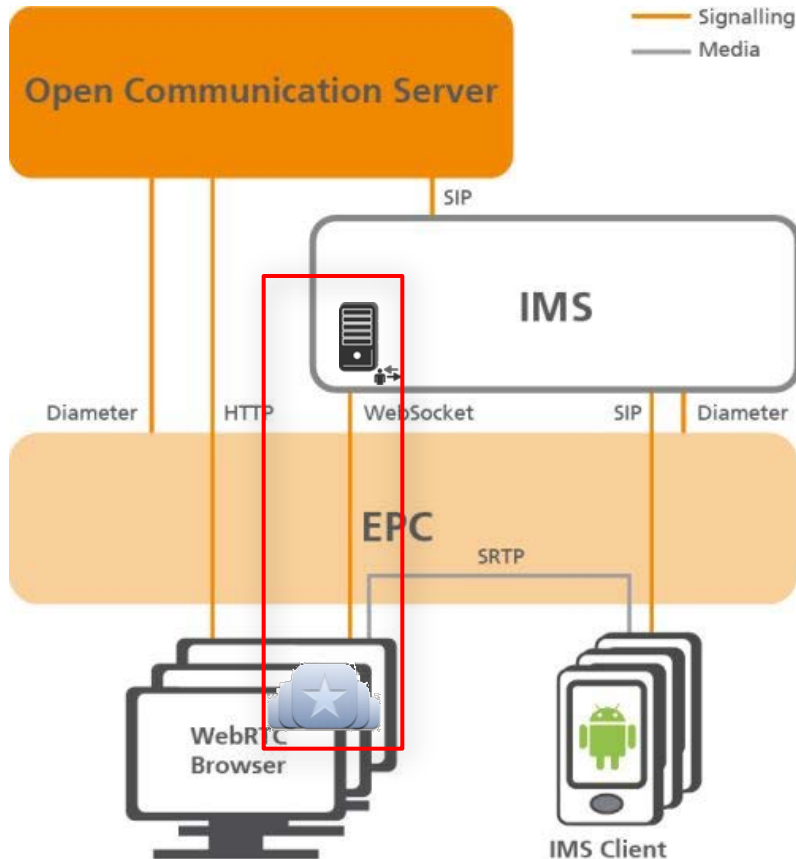 Signalling
Media
Open Communication Server
SIP
IMS
Diameter
HTTP
WebSocket
SIP
Diameter
EPC
SRTP
WebRTC
Browser
IMS Client